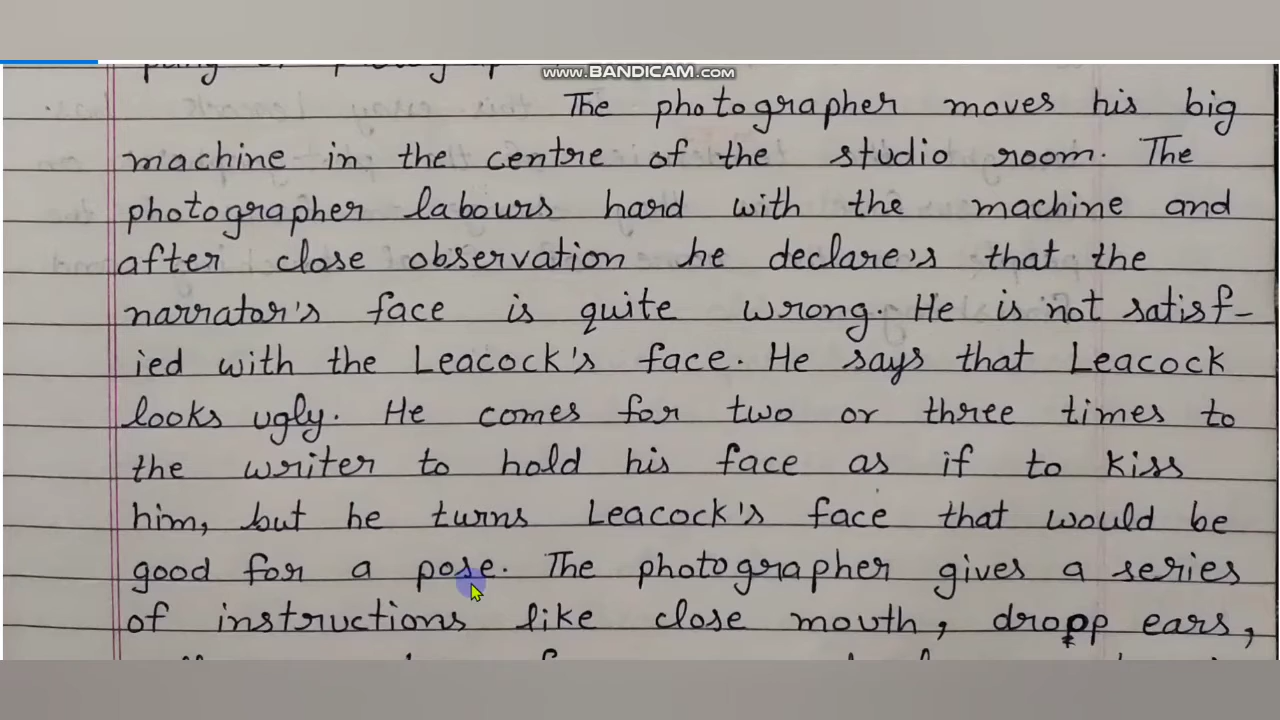 www.BANDICAM.com
The photographer moves his big
machine in the centre of the studio room. The
photographer labours hard with the machine and
after close observation he declare's that the
narrator's face is quite wrong. He is not satisf-
ied with the Leacock's face. He says that Leacock
looks ugly. He comes for two or three times to
the writer to hold his face as if to kiss
him, but he turns Leacock's face that would be
good for a pose. The photographer gives a series
of instructions like close mouth, dropp ears,